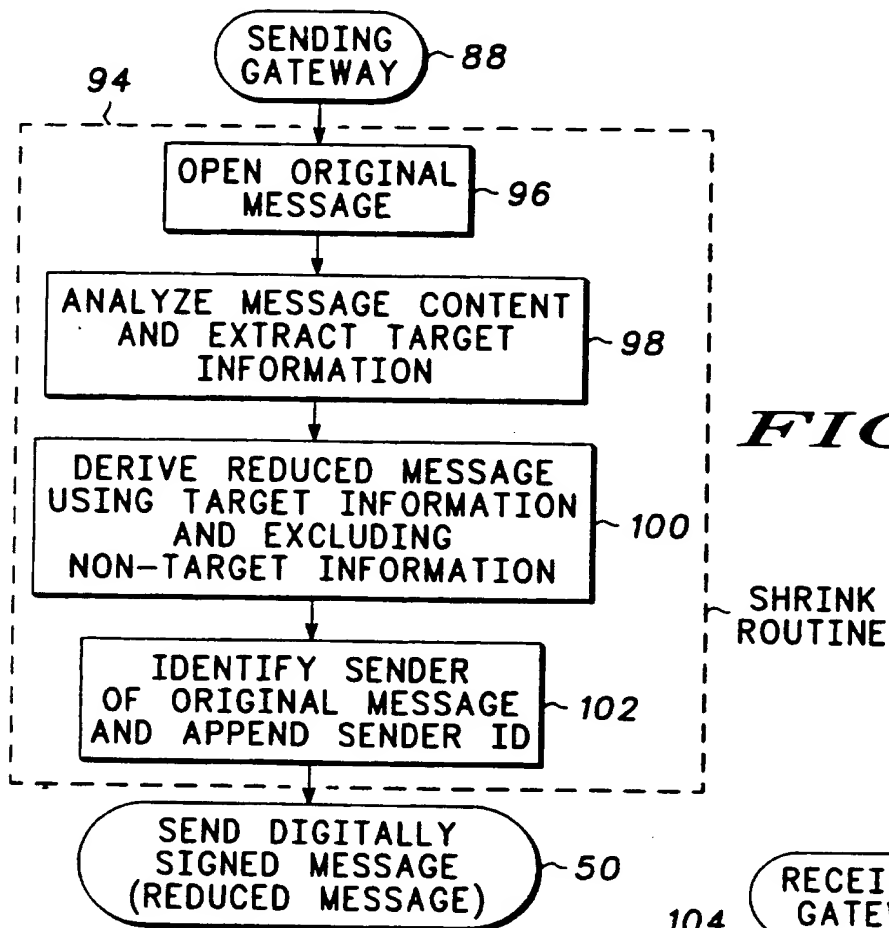 SENDING
GATEWAY
88
94
OPEN ORIGINAL
MESSAGE
96
ANALYZE MESSAGE CONTENT
AND EXTRACT TARGET
INFORMATION
98
DERIVE REDUCED MESSAGE
USING TARGET INFORMATION
AND EXCLUDING
NON-TARGET INFORMATION
100
FIG
SHRINK
ROUTINE
IDENTIFY SENDER
OF ORIGINAL MESSAGE
AND APPEND SENDER ID
102
SEND DIGITALLY
SIGNED MESSAGE
(REDUCED MESSAGE)
50
104